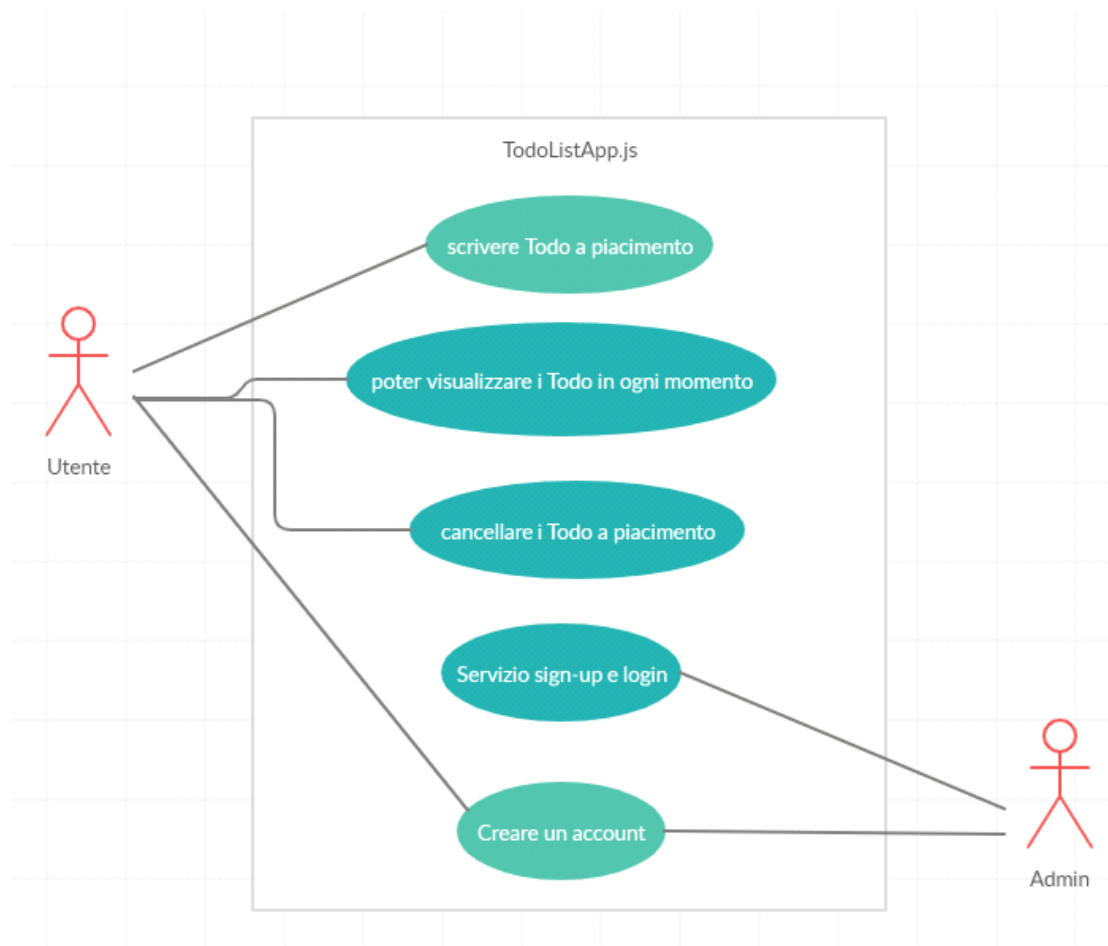 TodoListApp.js
scrivere Todo a piacimento
poter visualizzare i Todo in ogni momento
Utente
cancellare i Todo a piacimento
Servizio sign-up e login
Creare un account
Admin